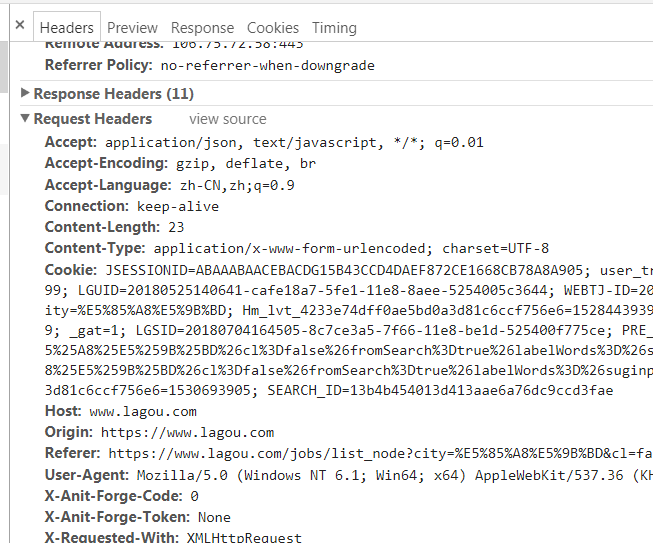 × Headers Preview Response Cookies Timing
Remote Address: 106.75.72.58:443
Referrer Policy: no-referrer-when-downgrade
Response Headers (11)
Request Headers view source
Accept: application/json, text/javascript, */*; q=0.01
Accept-Encoding: gzip, deflate, br
Accept-Language: zh-CN,zh;q=0.9
Connection: keep-alive
Content-Length: 23
Content-Type: application/x-www-form-urlencoded; charset=UTF-8
Cookie: JSESSIONID=ABAAABAACEBACDG15B43CCD4DAEF872CE1668CB78A8A905; user_tr
99; LGUID=20180525140641-cafe18a7-5fe1-11e8-8aee-5254005c3644; WEBTJ-ID=20
ity=%E5%85%A8%E5%9B%BD; Hm_lvt_4233e74dff0ae5bd0a3d81c6ccf756e6=1528443939
9; _gat=1; LGSID=20180704164505-8c7ce3a5-7f66-11e8-be1d-525400f775ce; PRE_
5%25A8%25E5%259B%25BD%26cl%3Dfalse%26fromSearch%3Dtrue%26labelWords%3D%26s
8%25E5%259B%25BD%26cl%3Dfalse%26fromSearch%3Dtrue%26labelWords%3D%26suginp
3d81c6ccf756e6=1530693905; SEARCH_ID=13b4b454013d413aae6a76dc9ccd3fae
Host: www.lagou.com
Origin: https://www.lagou.com
Referer: https://www.lagou.com/jobs/list_node?city=%E5%85%A8%E5%9B%BD&cl=fa
User-Agent: Mozilla/5.0 (Windows NT 6.1; Win64; x64) AppleWebKit/537.36 (KH
X-Anit-Forge-Code: 0
X-Anit-Forge-Token: None
X-Requested-With: XMLHttpRequest